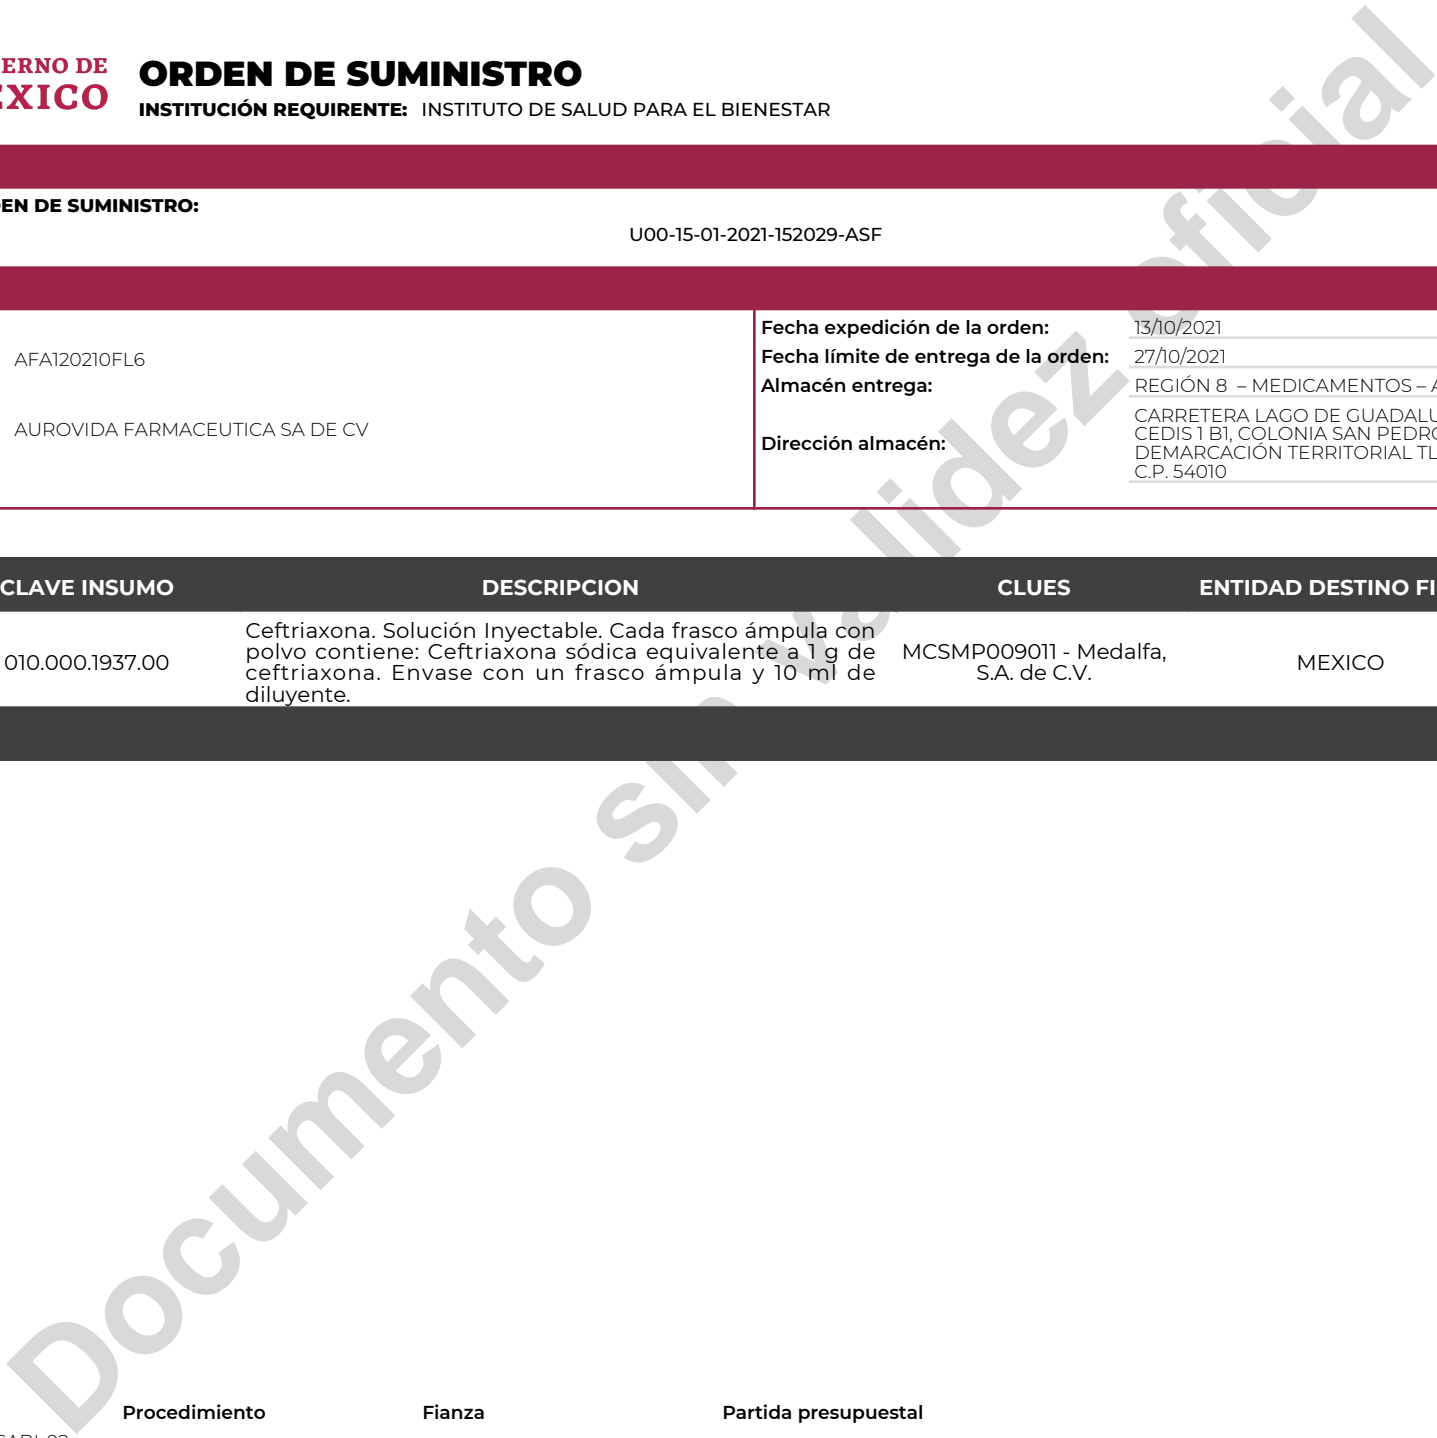 ERNO DE
ÉXICO
ORDEN DE SUMINISTRO
INSTITUCIÓN REQUIRENTE: INSTITUTO DE SALUD PARA EL BIENESTAR
EN DE SUMINISTRO:
U00-15-01-2021-152029-ASF
AFA120210FL6
AUROVIDA FARMACEUTICA SA DE CV
Fecha expedición de la orden: 13/10/2021
Fecha límite de entrega de la orden: 27/10/2021
Almacén entrega: REGIÓN 8 – MEDICAMENTOS – A
Dirección almacén:
CARRETERA LAGO DE GUADALU
CEDIS 1 B1, COLONIA SAN PEDRO
DEMARCACIÓN TERRITORIAL TL
C.P. 54010
CLAVE INSUMO DESCRIPCION CLUES ENTIDAD DESTINO FI
010.000.1937.00
Ceftriaxona. Solución Inyectable. Cada frasco ámpula con
polvo contiene: Ceftriaxona sódica equivalente a 1 g de
ceftriaxona. Envase con un frasco ámpula y 10 ml de
diluyente.
MCSMP009011 - Medalfa,
S.A. de C.V.
MEXICO
Documento sin validez oficial
Procedimiento Fianza Partida presupuestal